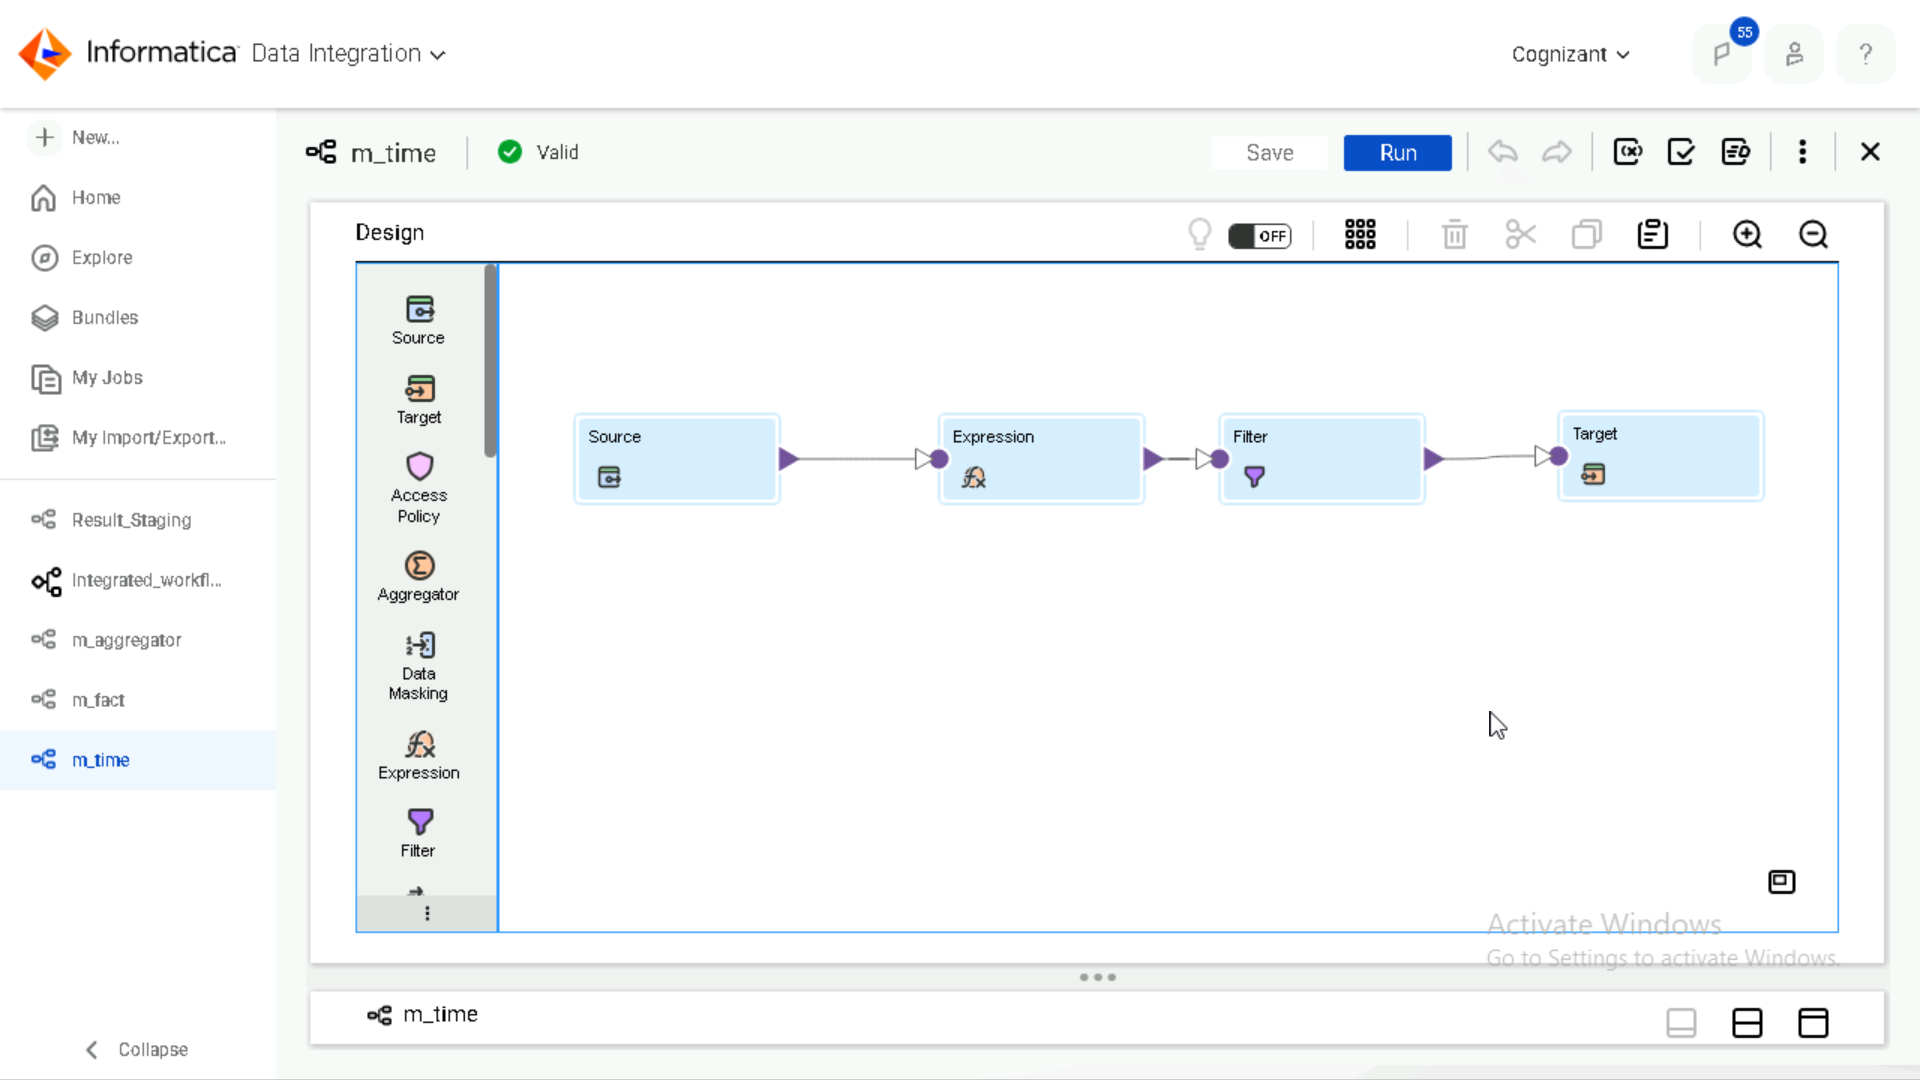 Informatica Data Integration
Cognizant
55
?
New...
Home
Explore
Bundles
My Jobs
My Import/Export...
Result_Staging
Integrated_workfl...
m_aggregator
m_fact
m_time
Collapse
m_time
Valid
Save
Run
Design
OFF
Source
Target
Access
Policy
Aggregator
Data
Masking
Expression
Filter
Source
Expression
Filter
Target
Activate Windows
Go to Settings to activate Windows.
m_time